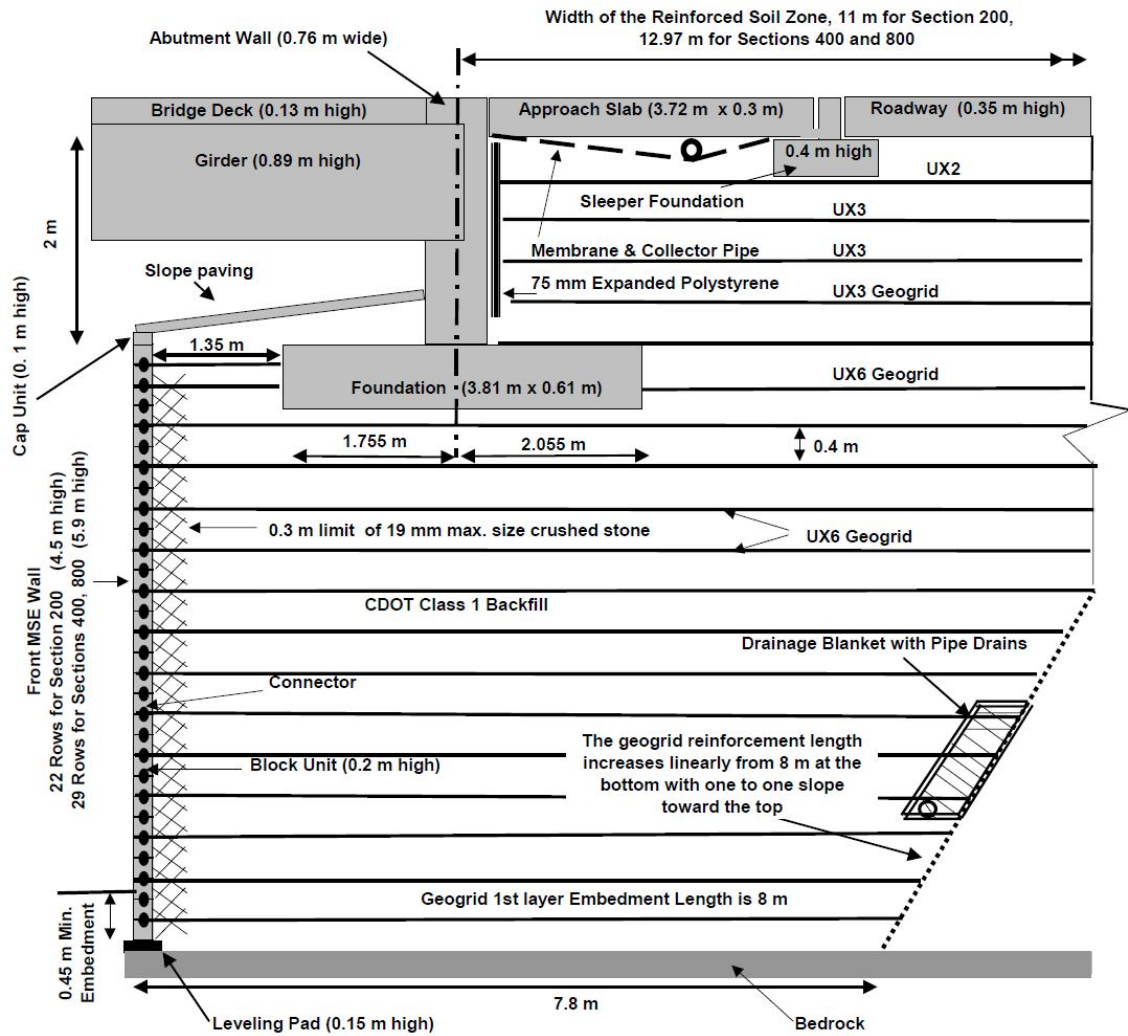 Width of the Reinforced Soil Zone, 11 m for Section 200,
12.97 m for Sections 400 and 800
Abutment Wall (0.76 m wide)
Bridge Deck (0.13 m high)
Approach Slab (3.72 m x 0.3 m)
Roadway (0.35 m high)
Girder (0.89 m high)
0.4 m high
UX2
Sleeper Foundation
UX3
2 m
Membrane & Collector Pipe
UX3
Slope paving
75 mm Expanded Polystyrene
UX3 Geogrid
Cap Unit (0. 1 m high)
1.35 m
Foundation (3.81 m x 0.61 m)
UX6 Geogrid
1.755 m
2.055 m
0.4 m
0.3 m limit of 19 mm max. size crushed stone
UX6 Geogrid
Front MSE Wall
22 Rows for Section 200 (4.5 m high)
29 Rows for Sections 400, 800 (5.9 m high)
CDOT Class 1 Backfill
Drainage Blanket with Pipe Drains
Connector
The geogrid reinforcement length
increases linearly from 8 m at the
bottom with one to one slope
toward the top
Block Unit (0.2 m high)
Geogrid 1st layer Embedment Length is 8 m
0.45 m Min.
Embedment
7.8 m
Leveling Pad (0.15 m high)
Bedrock